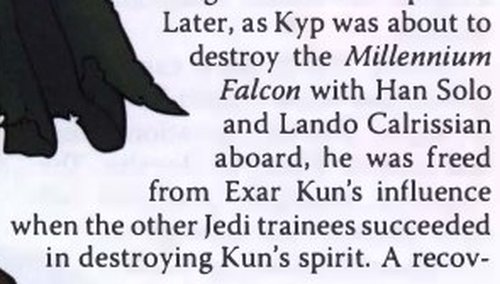 Later, as Kyp was about to
destroy the Millennium
Falcon with Han Solo
and Lando Calrissian
aboard, he was freed
from Exar Kun's influence
when the other Jedi trainees succeeded
in destroying Kun's spirit. A recov-